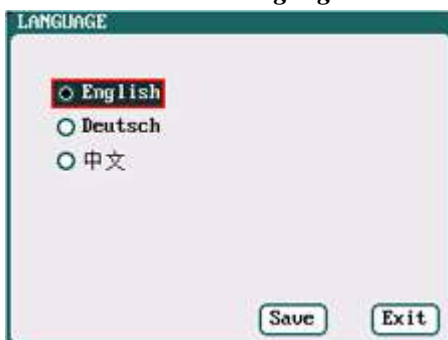 LANGUAGE
English
Deutsch
中文
Save Exit